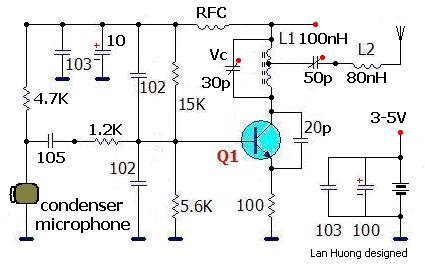 RFC
L1 100nH
Vc
L2
10
103
102
30p
50p
80nH
4.7K
15K
1.2K
20p
3-5V
105
Q1
102
condenser
microphone
5.6K
100
103
100
Lan Huong designed